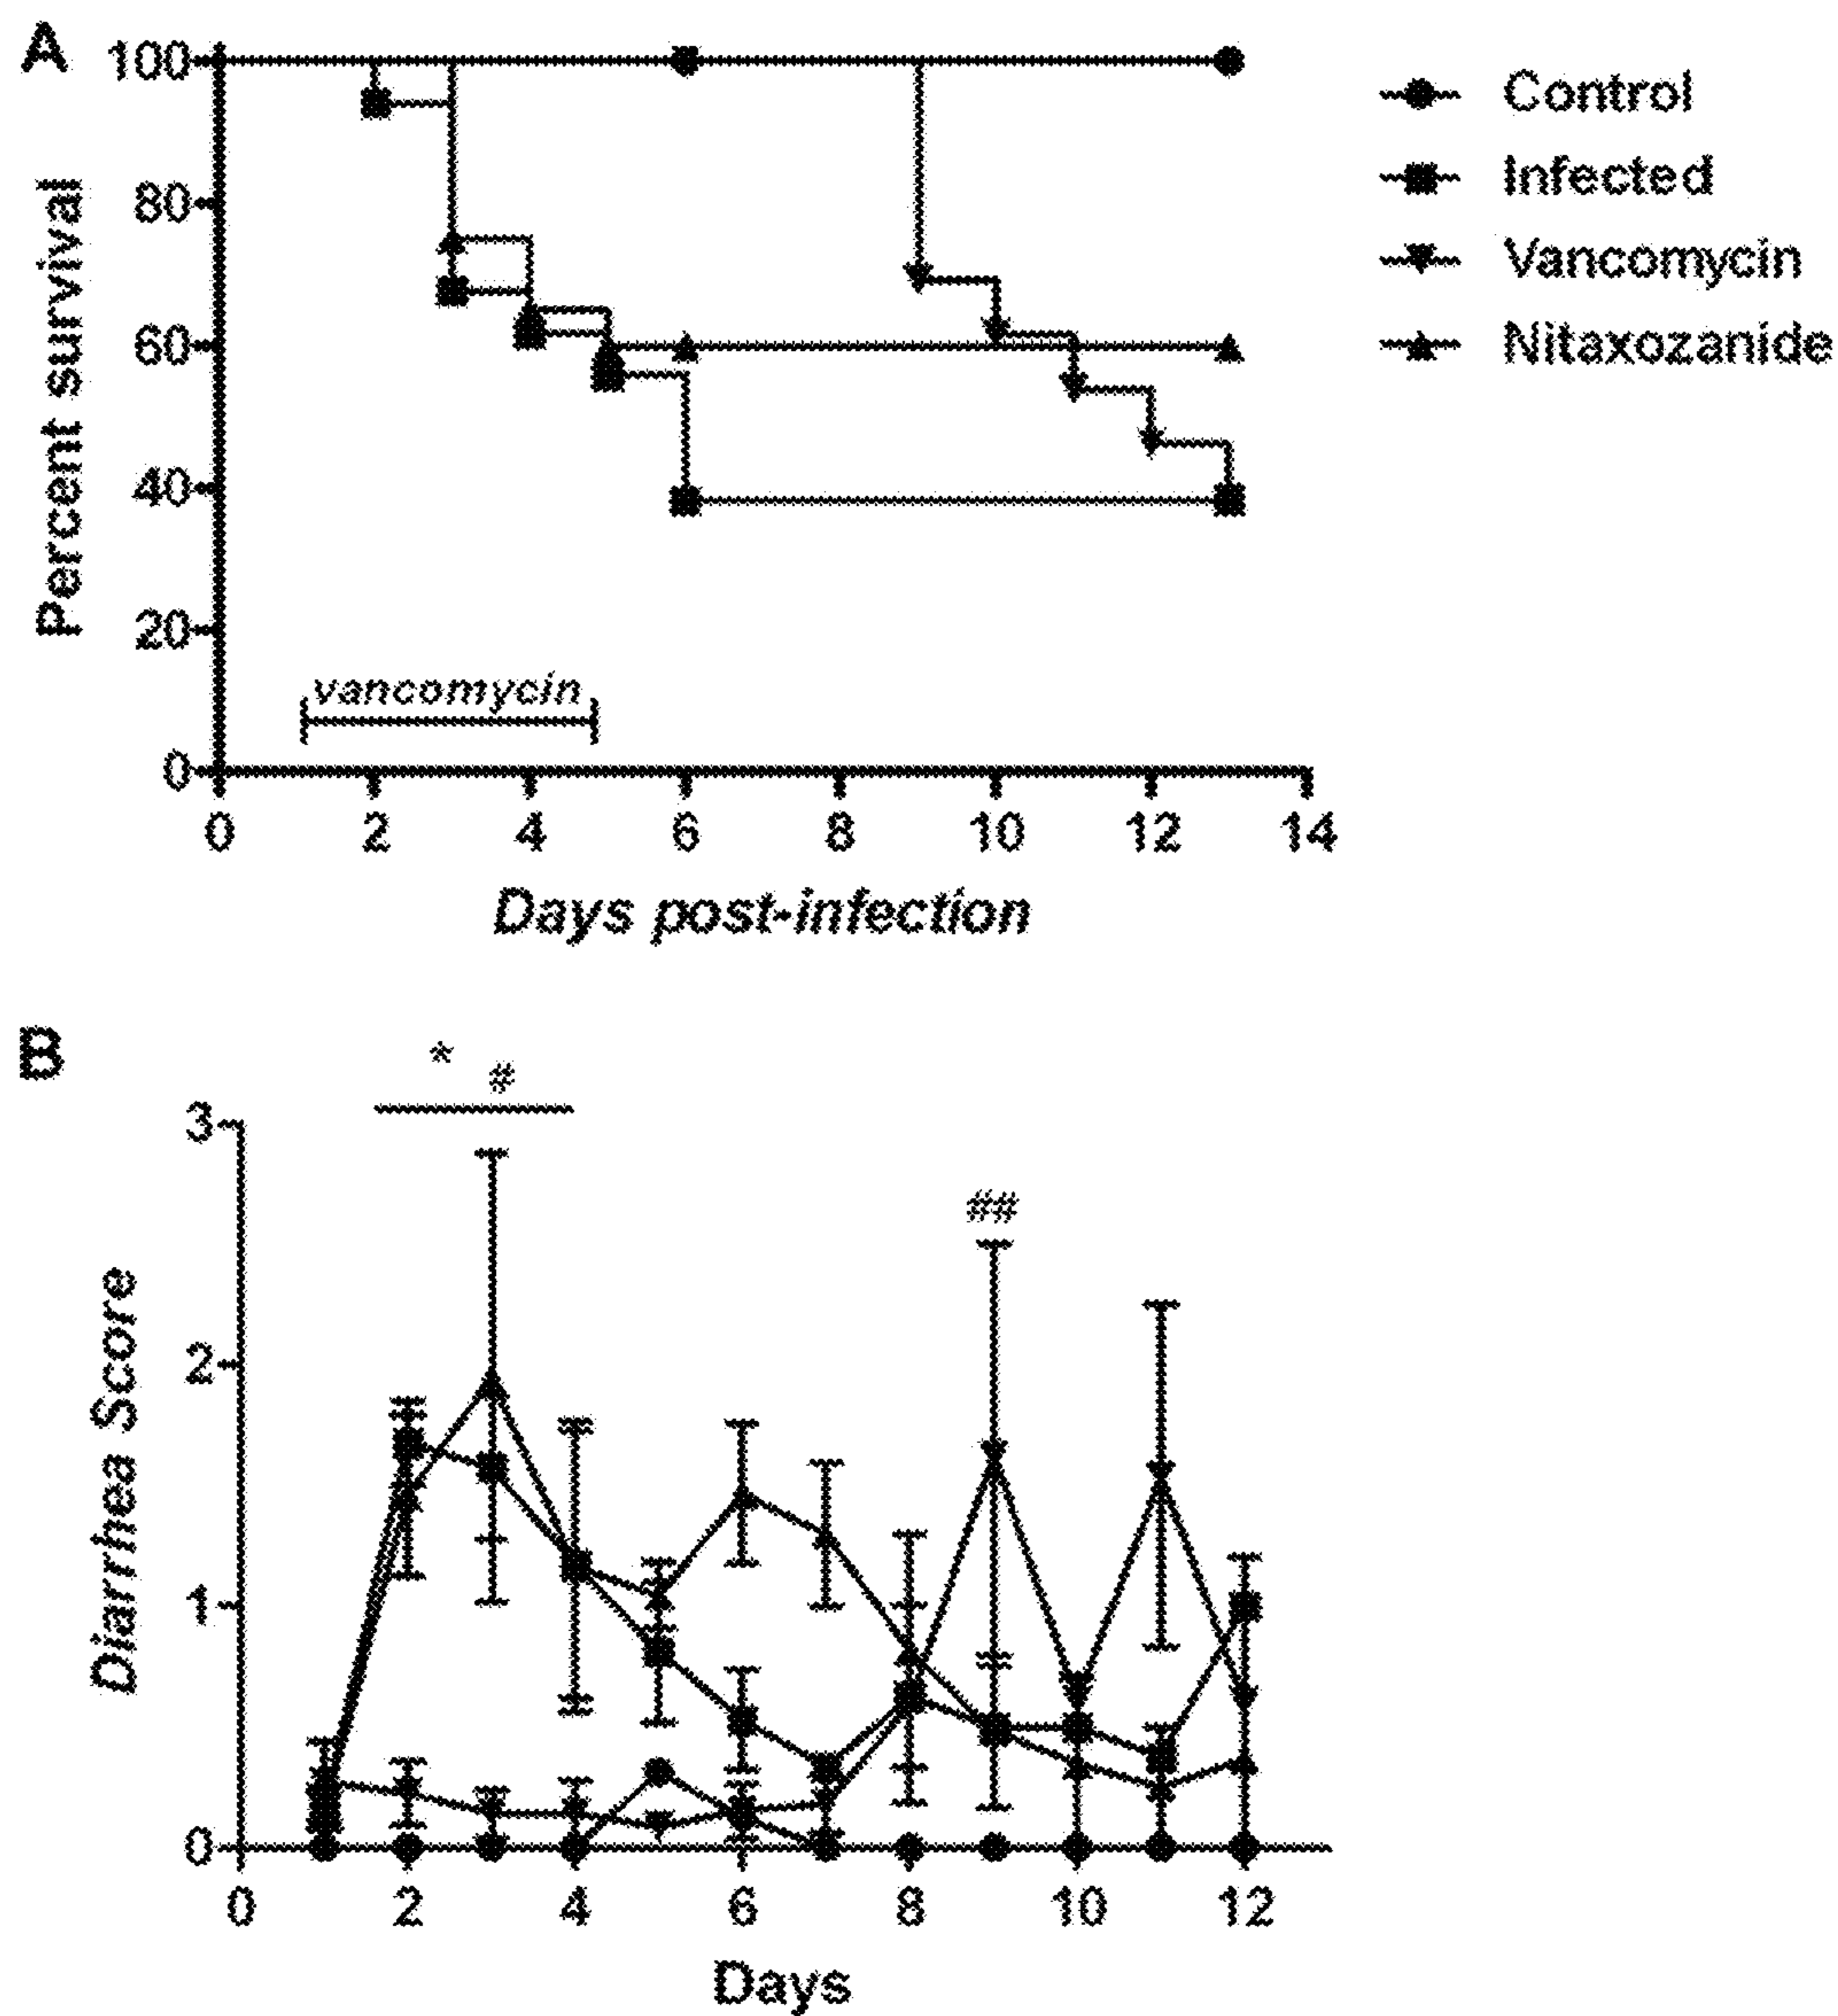 A
100
80
60
40
20
0
Percent survival
vancomycin
0 2 4 6 8 10 12 14
Days post-infection
Control
Infected
Vancomycin
Nitaxozanide
B
* #
##
3
2
1
0
Diarrhea Score
0 2 4 6 8 10 12
Days